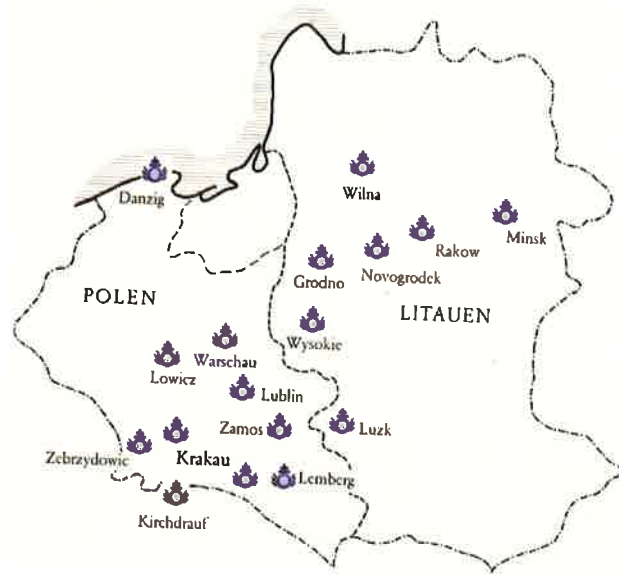 Wilna
Danzig
Minsk
Rakow
Novogrodek
Grodno
POLEN
LITAUEN
Wysokie
Warschau
Lowicz
Lublin
Zamos
Luzk
Zebrzydowic
Krakau
Lemberg
Kirchdrauf